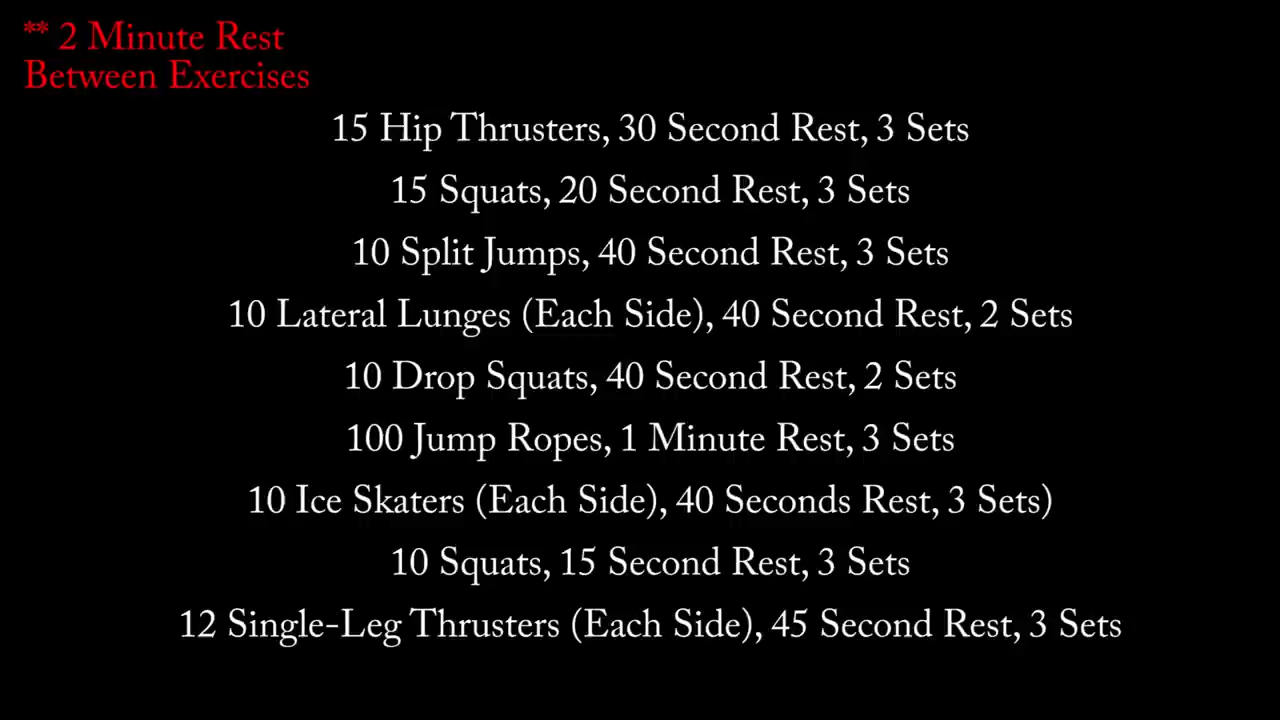 ** 2 Minute Rest
Between Exercises
15 Hip Thrusters, 30 Second Rest, 3 Sets
15 Squats, 20 Second Rest, 3 Sets
10 Split Jumps, 40 Second Rest, 3 Sets
10 Lateral Lunges (Each Side), 40 Second Rest, 2 Sets
10 Drop Squats, 40 Second Rest, 2 Sets
100 Jump Ropes, 1 Minute Rest, 3 Sets
10 Ice Skaters (Each Side), 40 Seconds Rest, 3 Sets)
10 Squats, 15 Second Rest, 3 Sets
12 Single-Leg Thrusters (Each Side), 45 Second Rest, 3 Sets